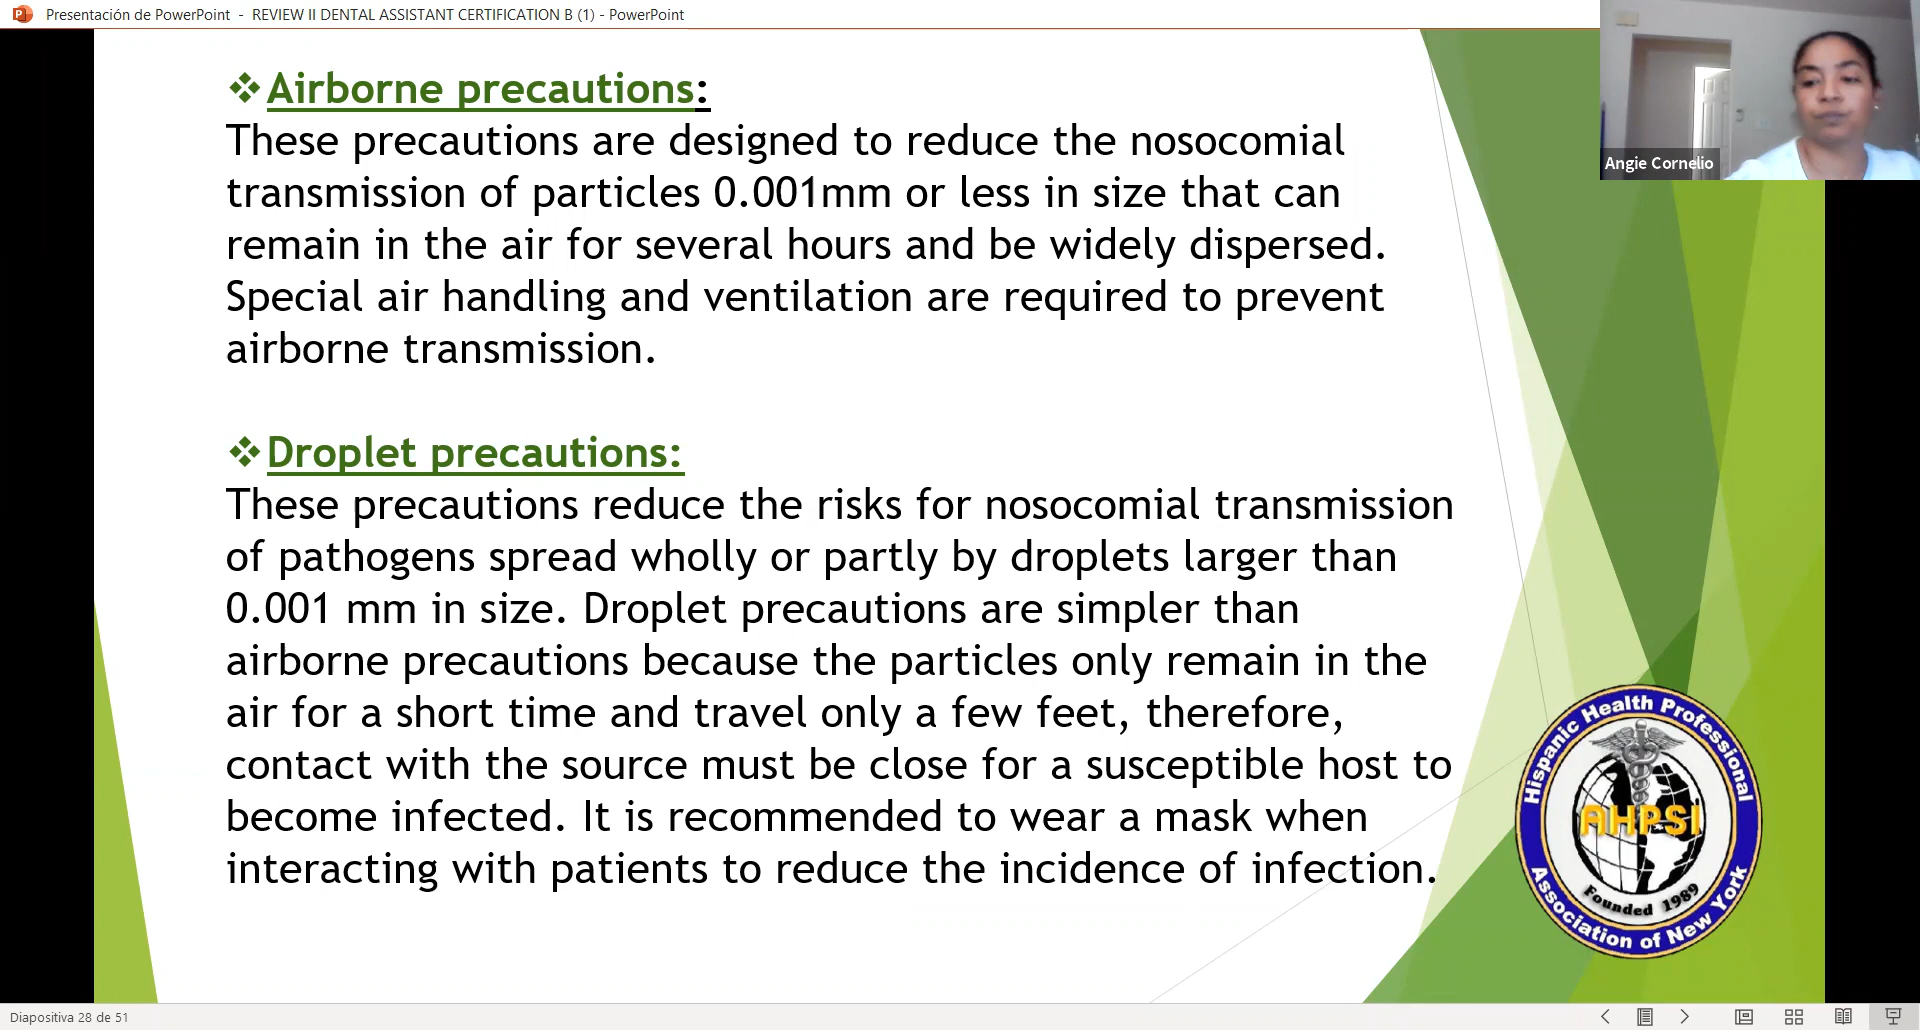 Presentación de PowerPoint - REVIEW II DENTAL ASSISTANT CERTIFICATION B (1) - PowerPoint
Angie Cornelio
❖Airborne precautions:
These precautions are designed to reduce the nosocomial
transmission of particles 0.001mm or less in size that can
remain in the air for several hours and be widely dispersed.
Special air handling and ventilation are required to prevent
airborne transmission.
❖Droplet precautions:
These precautions reduce the risks for nosocomial transmission
of pathogens spread wholly or partly by droplets larger than
0.001 mm in size. Droplet precautions are simpler than
airborne precautions because the particles only remain in the
air for a short time and travel only a few feet, therefore,
contact with the source must be close for a susceptible host to
become infected. It is recommended to wear a mask when
interacting with patients to reduce the incidence of infection.
Hispanic Health Professional
AHPSI
Founded 1989
Association of New York
Diapositiva 28 de 51